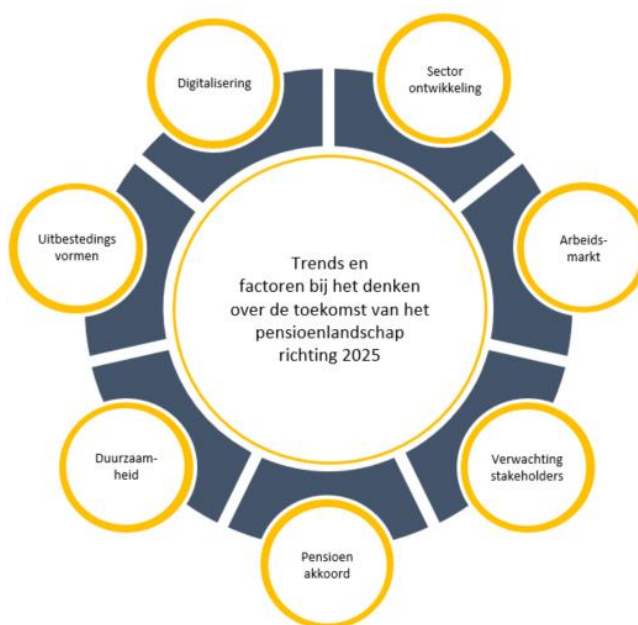 Digitalisering
Sector
ontwikkeling
Uitbestedings
vormen
Arbeids-
markt
Trends en
factoren bij het denken
over de toekomst van het
pensioenlandschap
richting 2025
Duurzaam-
heid
Verwachting
stakeholders
Pensioen
akkoord